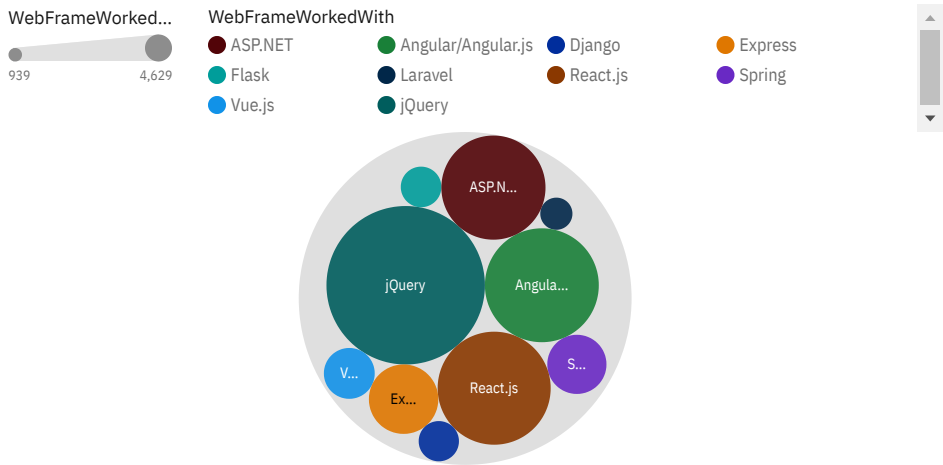 WebFrameWorked...
939
4,629
WebFrameWorkedWith
ASP.NET
Angular/Angular.js
Django
Express
Flask
Laravel
React.js
Spring
Vue.js
jQuery
ASP.N...
jQuery
Angula...
S...
V...
Ex...
React.js